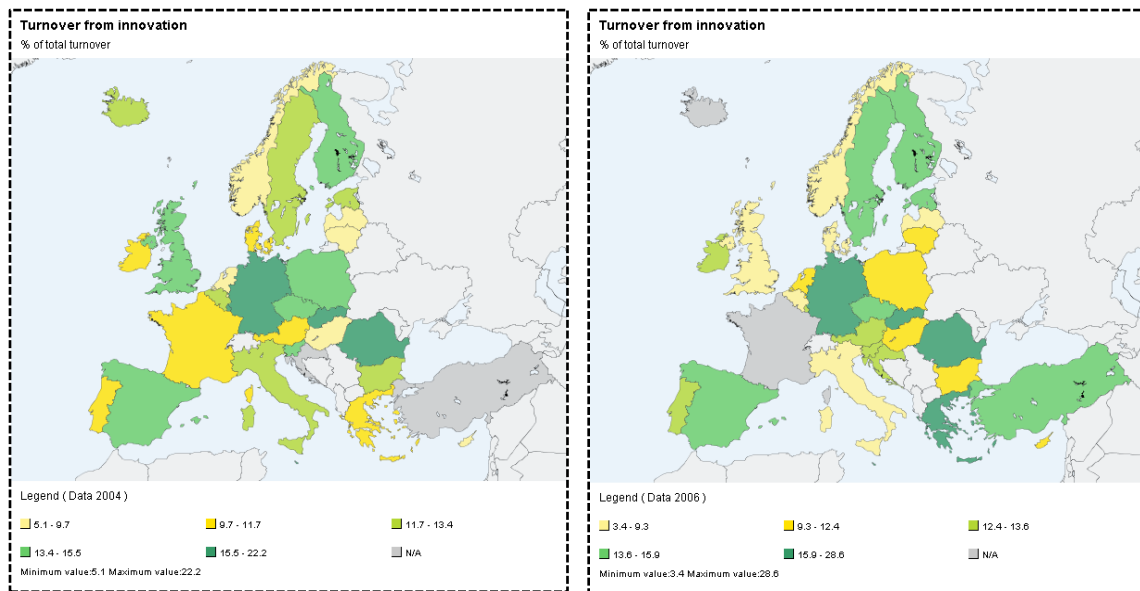 Turnover from innovation
% of total turnover
Legend ( Data 2004 )
5.1 - 9.7
9.7 - 11.7
11.7 - 13.4
13.4 - 15.5
15.5 - 22.2
N/A
Minimum value:5.1 Maximum value:22.2
Turnover from innovation
% of total turnover
Legend ( Data 2006 )
3.4 - 9.3
9.3 - 12.4
12.4 - 13.6
13.6 - 15.9
15.9 - 28.6
N/A
Minimum value:3.4 Maximum value:28.6